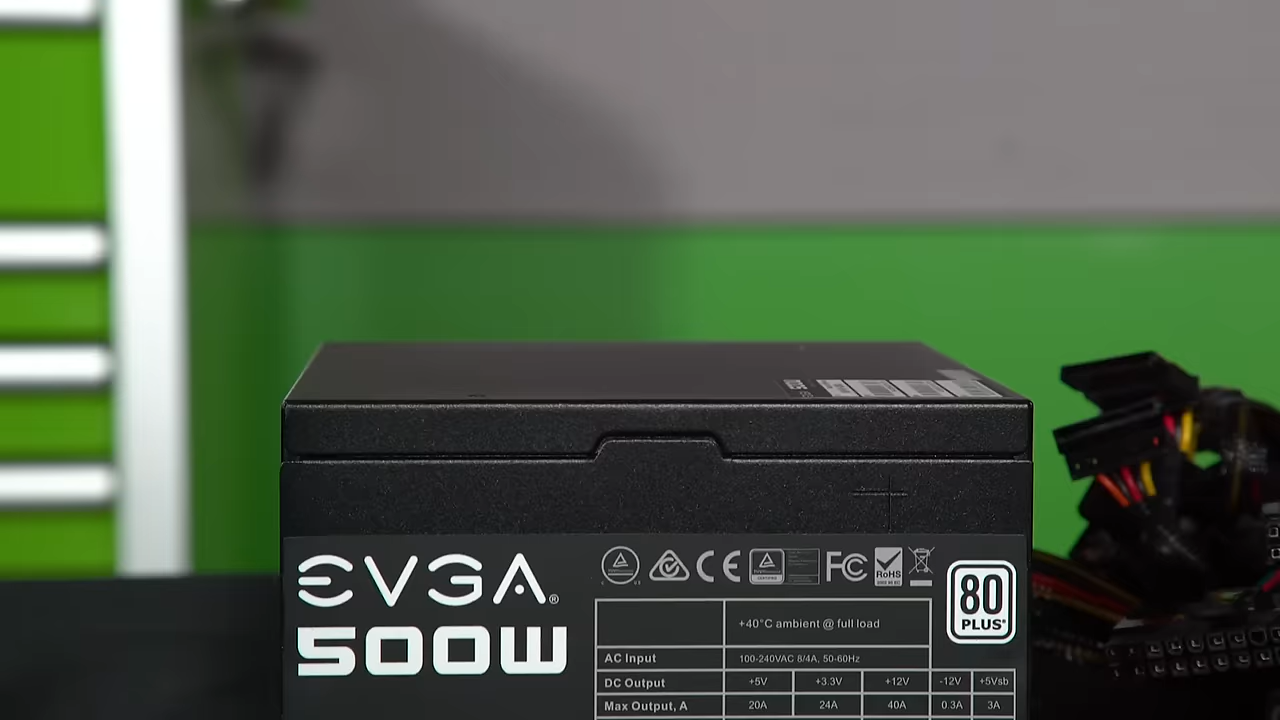 EVGA®
500W
CE
FC
RoHS
80
PLUS®
+40°C ambient @ full load
AC Input
100-240VAC 8/4A, 50-60Hz
DC Output +5V +3.3V +12V -12V +5Vsb
Max Output, A 20A 24A 40A 0.3A 3A